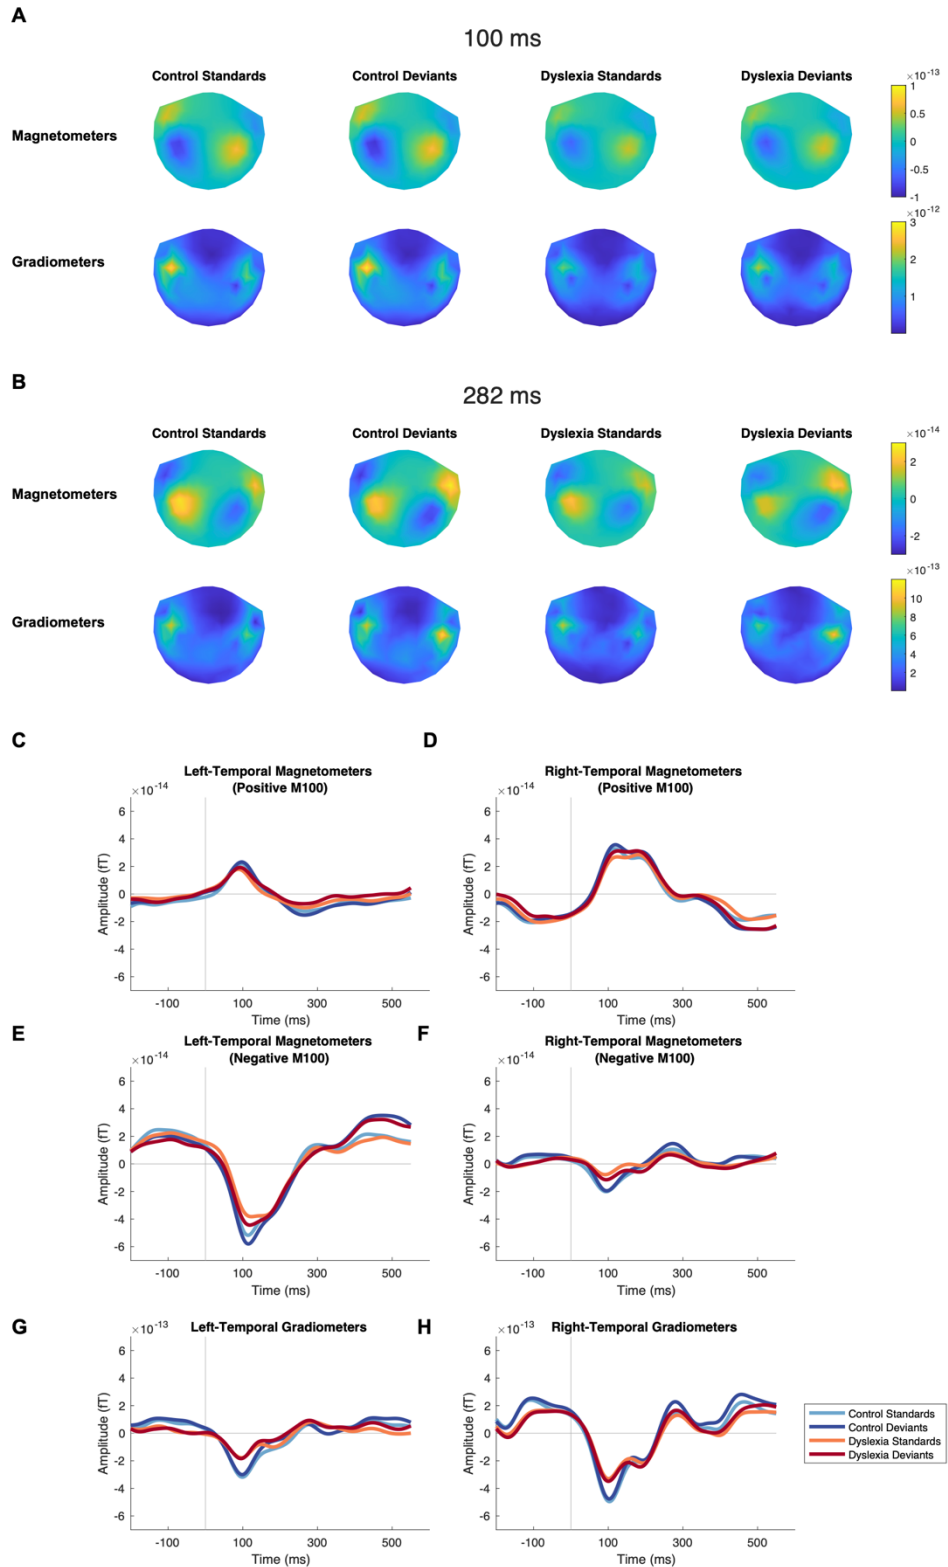 A
100 ms
Control Standards Control Deviants Dyslexia Standards Dyslexia Deviants
Magnetometers
×10-13
1
0.5
0
-0.5
-1
Gradiometers
×10-12
3
2
1
B
282 ms
Control Standards Control Deviants Dyslexia Standards Dyslexia Deviants
Magnetometers
×10-14
2
0
-2
Gradiometers
×10-13
10
8
6
4
2
C
Left-Temporal Magnetometers
(Positive M100)
×10-14
6
4
2
0
-2
-4
-6
Amplitude (fT)
-100 100 300 500
Time (ms)
D
Right-Temporal Magnetometers
(Positive M100)
×10-14
6
4
2
0
-2
-4
-6
Amplitude (fT)
-100 100 300 500
Time (ms)
E
Left-Temporal Magnetometers
(Negative M100)
×10-14
6
4
2
0
-2
-4
-6
Amplitude (fT)
-100 100 300 500
Time (ms)
F
Right-Temporal Magnetometers
(Negative M100)
×10-14
6
4
2
0
-2
-4
-6
Amplitude (fT)
-100 100 300 500
Time (ms)
G
Left-Temporal Gradiometers
×10-13
6
4
2
0
-2
-4
-6
Amplitude (fT)
-100 100 300 500
Time (ms)
H
Right-Temporal Gradiometers
×10-13
6
4
2
0
-2
-4
-6
Amplitude (fT)
-100 100 300 500
Time (ms)
Control Standards
Control Deviants
Dyslexia Standards
Dyslexia Deviants